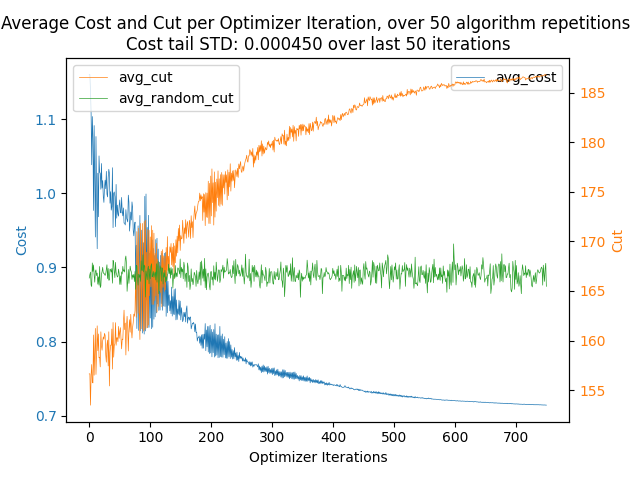 Average Cost and Cut per Optimizer Iteration, over 50 algorithm repetitions
Cost tail STD: 0.000450 over last 50 iterations
avg_cut
avg_random_cut
avg_cost
1.1
1.0
0.9
0.8
0.7
Cost
185
180
175
170
165
160
155
Cut
0 100 200 300 400 500 600 700
Optimizer Iterations